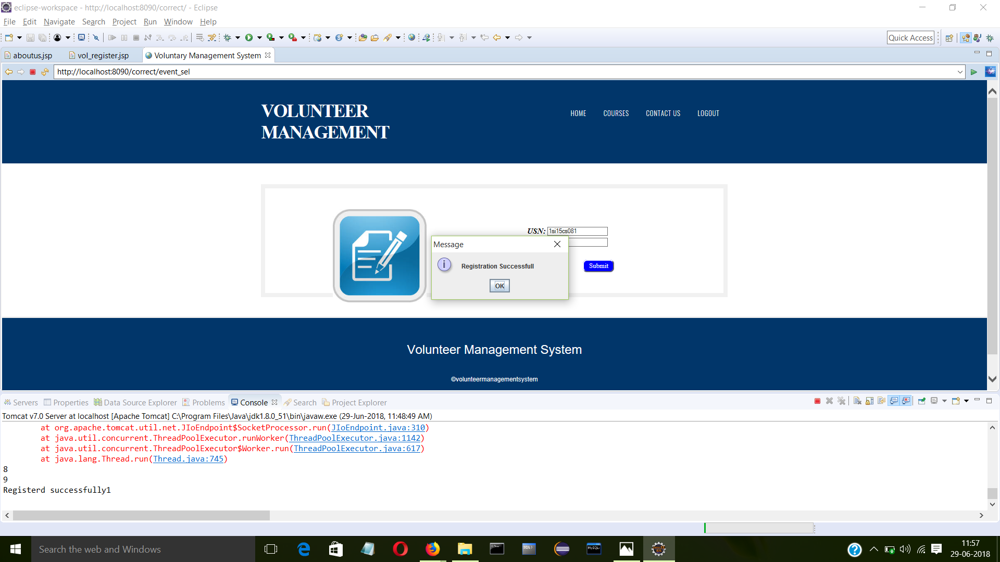 eclipse-workspace - http://localhost:8090/correct/ - Eclipse
File Edit Navigate Search Project Run Window Help
Quick Access
aboutus.jsp vol_register.jsp Voluntary Management System
http://localhost:8090/correct/event_sel
VOLUNTEER
MANAGEMENT
HOME COURSES CONTACT US LOGOUT
USN: 1si15cs081
Message
Registration Successfull
OK
Submit
Volunteer Management System
©volunteermanagementsystem
Servers Properties Data Source Explorer Problems Console Search Project Explorer
Tomcat v7.0 Server at localhost [Apache Tomcat] C:\Program Files\Java\jdk1.8.0_51\bin\javaw.exe (29-Jun-2018, 11:48:49 AM)
at org.apache.tomcat.util.net.JIoEndpoint$SocketProcessor.run(JIoEndpoint.java:310)
at java.util.concurrent.ThreadPoolExecutor.runWorker(ThreadPoolExecutor.java:1142)
at java.util.concurrent.ThreadPoolExecutor$Worker.run(ThreadPoolExecutor.java:617)
at java.lang.Thread.run(Thread.java:745)
8
9
Registerd successfully1
Search the web and Windows
SQL>
MySQL>
11:57
29-06-2018